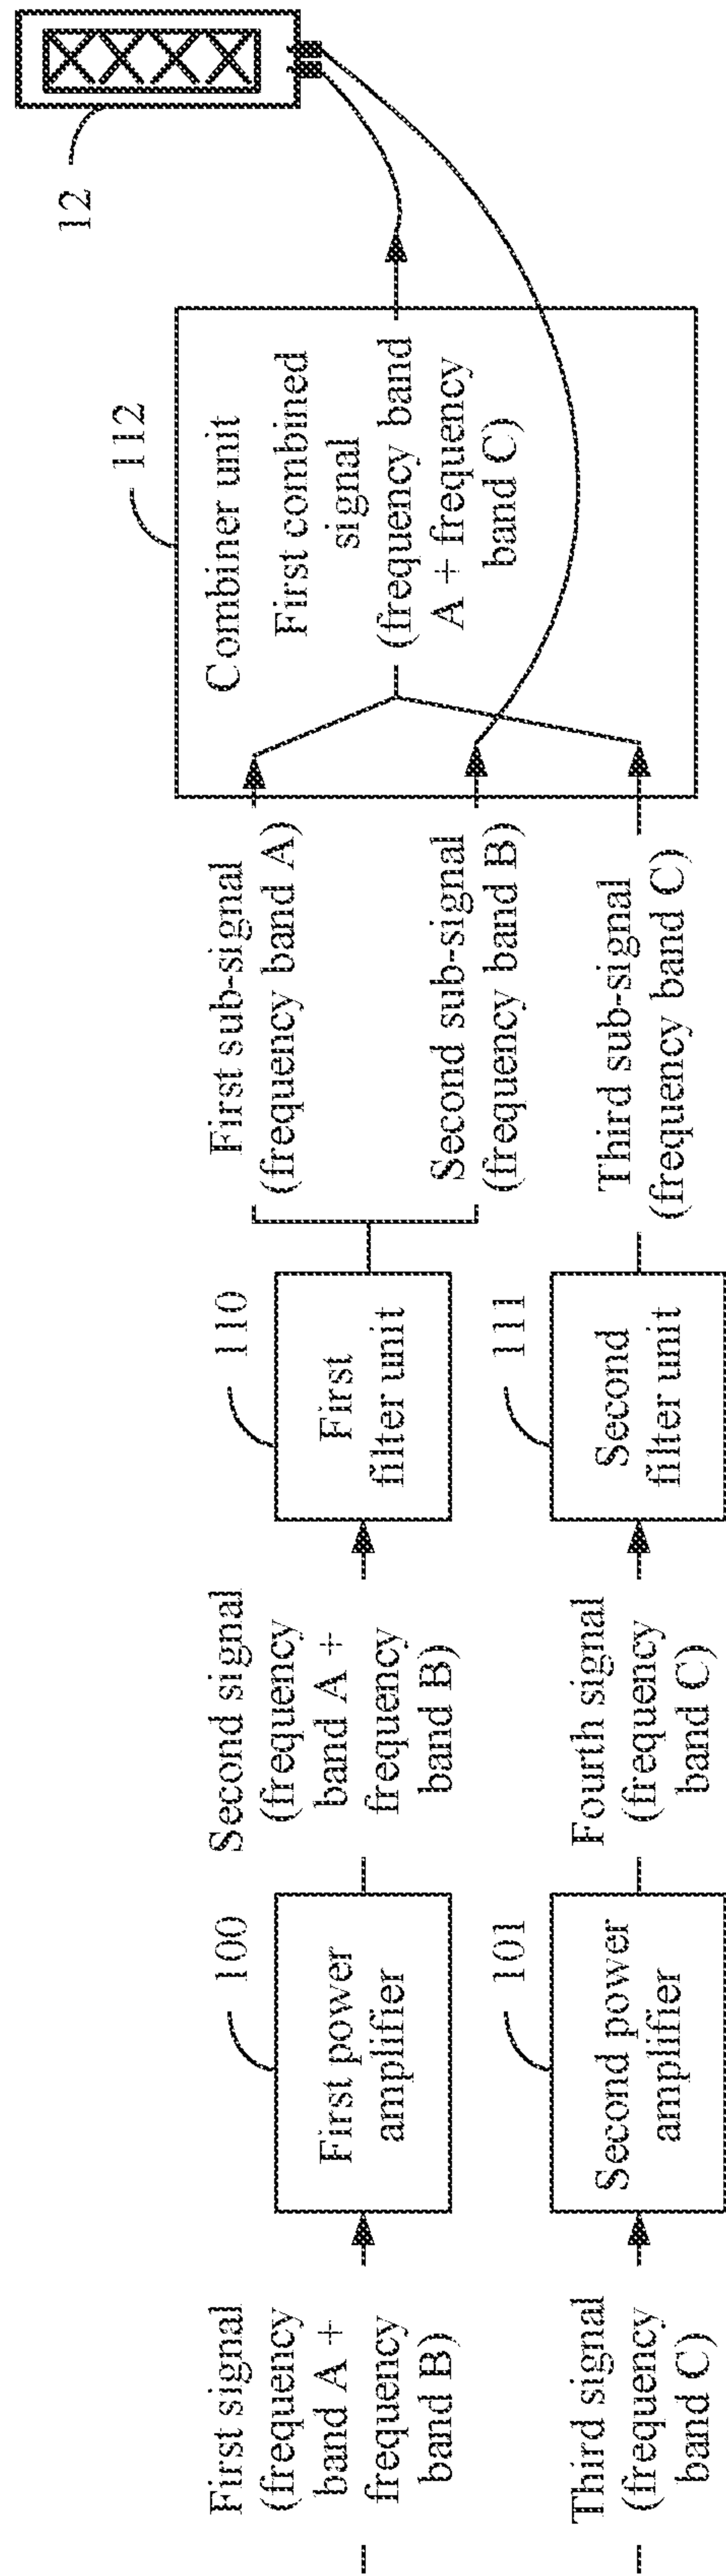 First signal
(frequency
band A +
frequency
band B)
100
First power
amplifier
Second signal
(frequency
band A +
frequency
band B)
110
First
filter unit
First sub-signal
(frequency band A)
Second sub-signal
(frequency band B)
112
Combiner unit
First combined
signal
(frequency band
A + frequency
band C)
12
Third signal
(frequency
band C)
101
Second power
amplifier
Fourth signal
(frequency
band C)
111
Second
filter unit
Third sub-signal
(frequency band C)